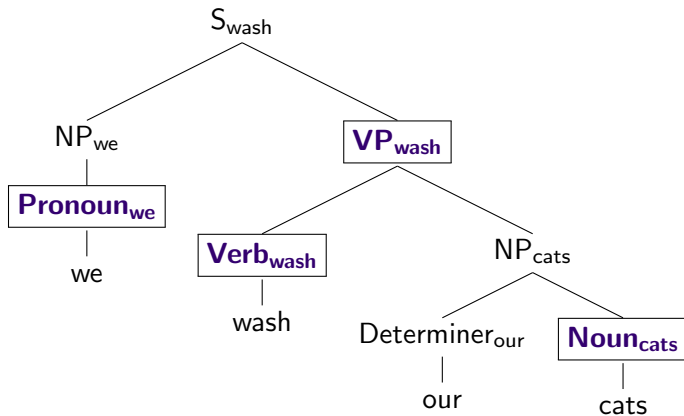 S_wash
NP_we VP_wash
Pronoun_we
Verb_wash NP_cats
we
wash
Determiner_our Noun_cats
our cats